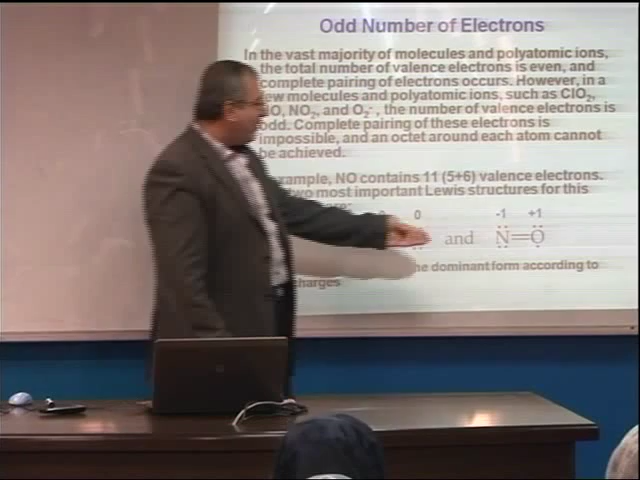 Odd Number of Electrons
In the vast majority of molecules and polyatomic ions,
the total number of valence electrons is even, and
complete pairing of electrons occurs. However, in a
molecules and polyatomic ions, such as ClO2,
NO2, and O2-, the number of valence electrons is
odd. Complete pairing of these electrons is
impossible, and an octet around each atom cannot
be achieved.
example, NO contains 11 (5+6) valence electrons.
two most important Lewis structures for this
0 -1 +1
and N=O
dominant form according to
charges